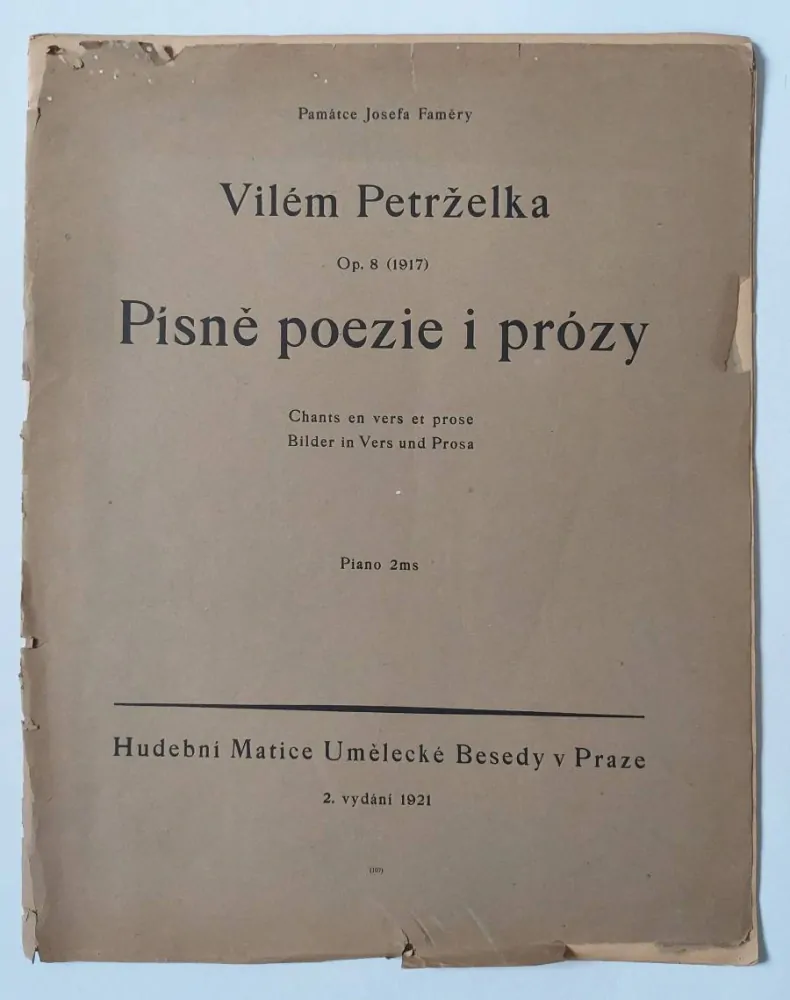 Památce Josefa Faměry
Vilém Petrželka
Op. 8 (1917)
Písně poezie i prózy
Chants en vers et prose
Bilder in Vers und Prosa
Piano 2ms
Hudební Matice Umělecké Besedy v Praze
2. vydání 1921